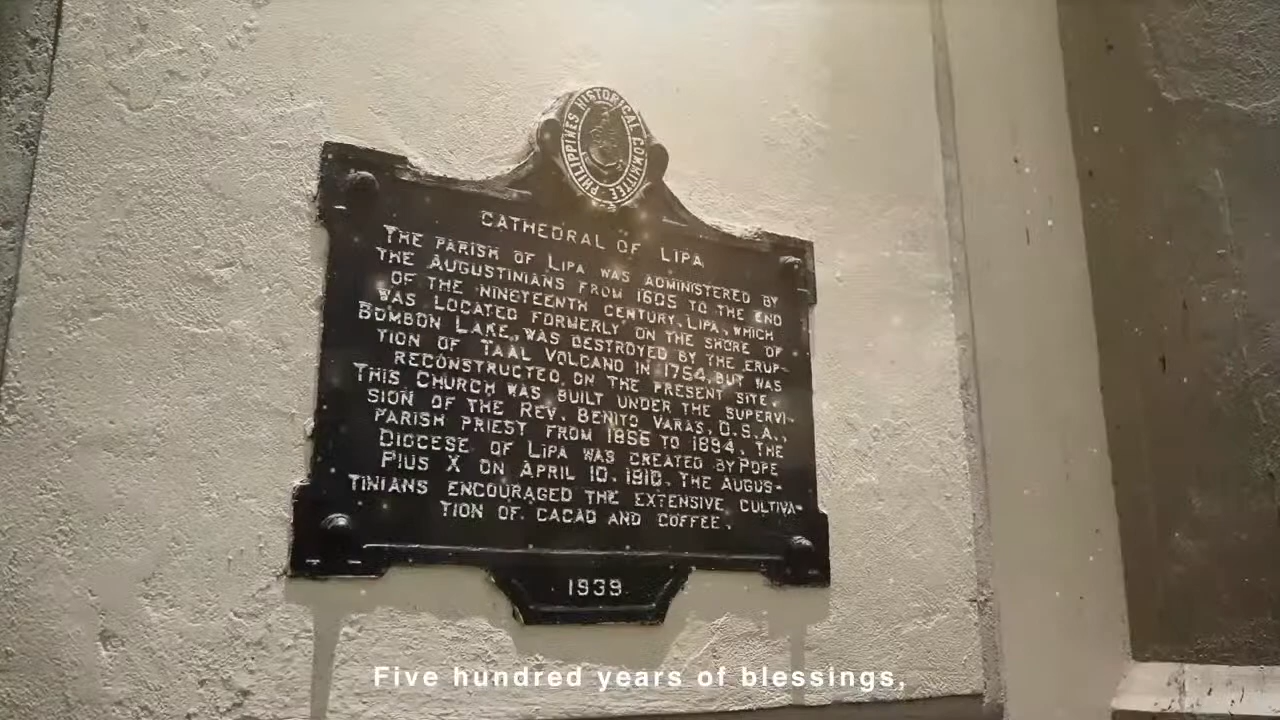 PHILIPPINES HISTORICAL COMMITTEE
CATHEDRAL OF LIPA
THE PARISH OF LIPA WAS ADMINISTERED BY
THE AUGUSTINIANS FROM 1605 TO THE END
OF THE NINETEENTH CENTURY. LIPA, WHICH
WAS LOCATED FORMERLY ON THE SHORE OF
BOMBON LAKE, WAS DESTROYED BY THE ERUP-
TION OF TAAL VOLCANO IN 1754, BUT WAS
RECONSTRUCTED ON THE PRESENT SITE.
THIS CHURCH WAS BUILT UNDER THE SUPERVI-
SION OF THE REV. BENITO VARAS, O.S.A.,
PARISH PRIEST FROM 1856 TO 1894. THE
DIOCESE OF LIPA WAS CREATED BY POPE
PIUS X ON APRIL 10, 1910. THE AUGUS-
TINIANS ENCOURAGED THE EXTENSIVE CULTIVA-
TION OF CACAO AND COFFEE.
1939
Five hundred years of blessings,